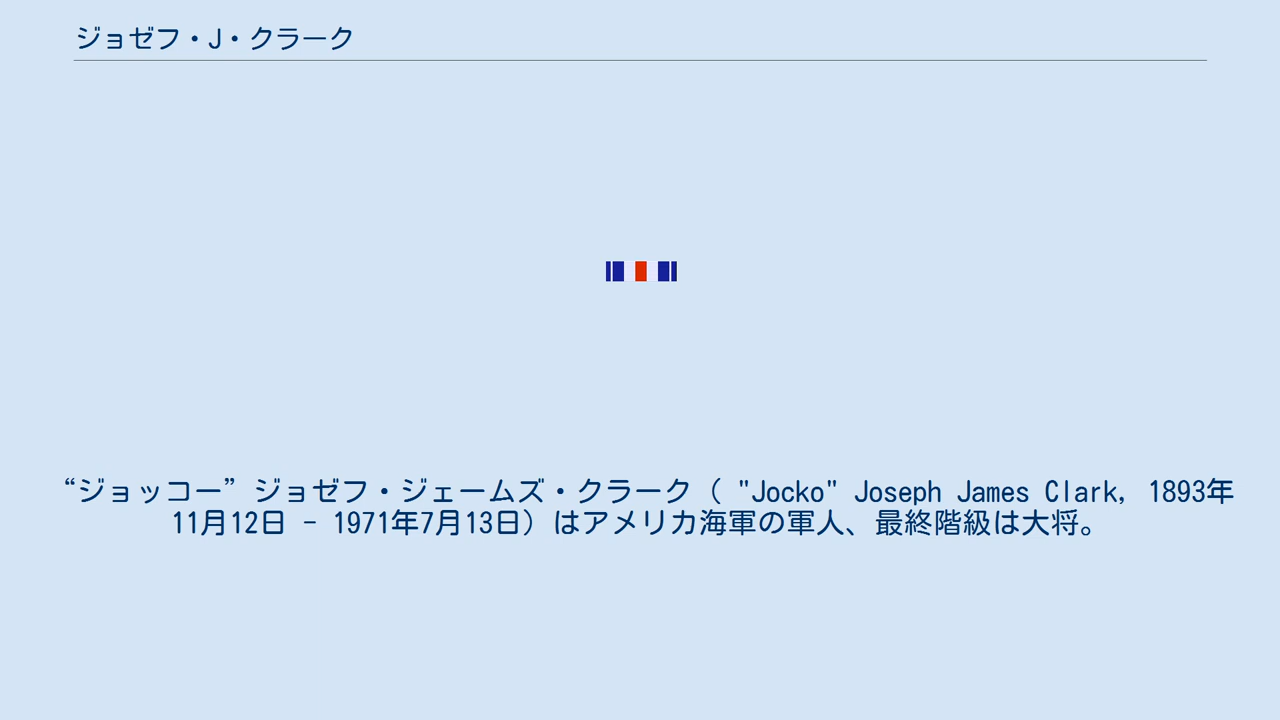 ジョゼフ・J・クラーク
“ジョッコー”ジョゼフ・ジェームズ・クラーク（ "Jocko" Joseph James Clark, 1893年
11月12日 - 1971年7月13日）はアメリカ海軍の軍人、最終階級は大将。